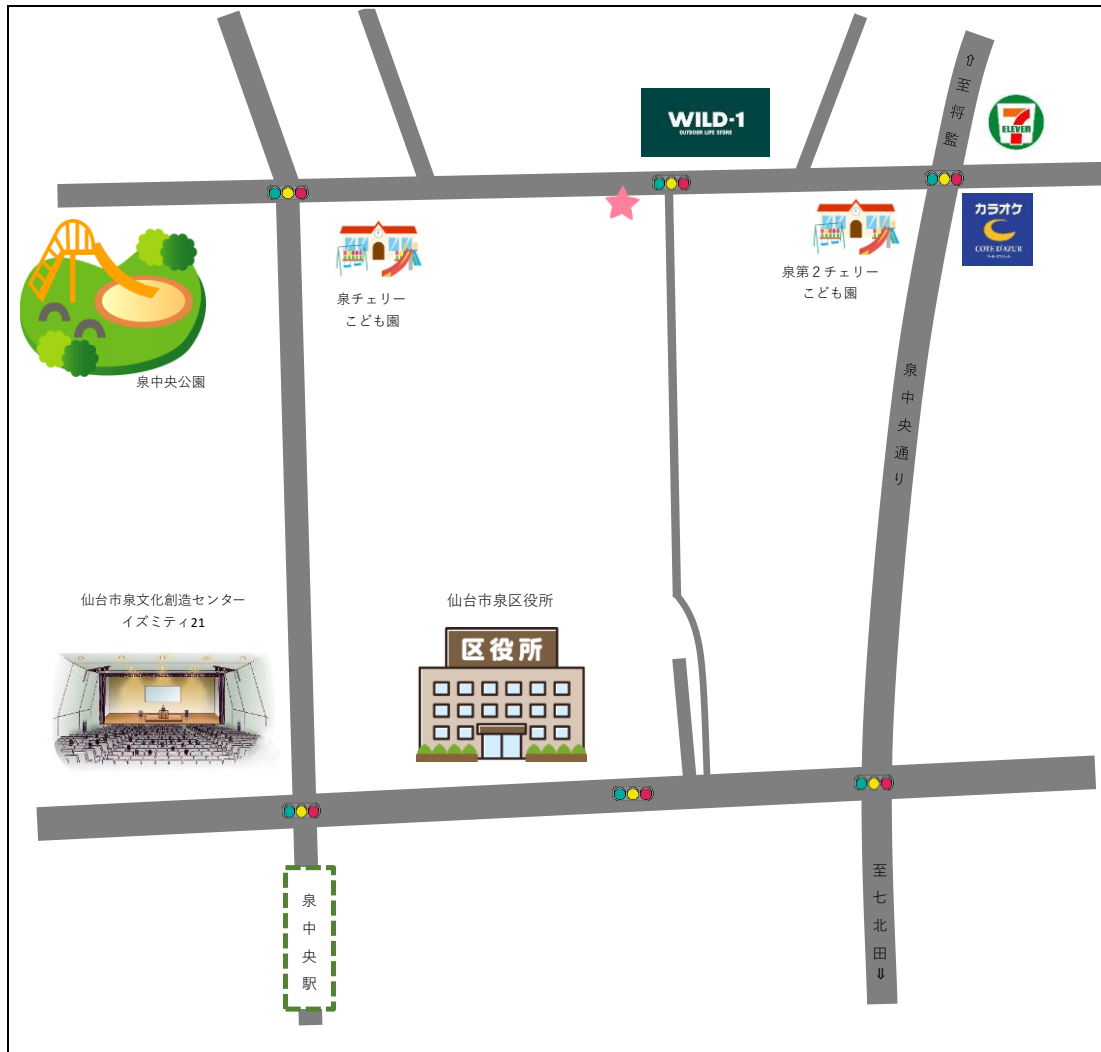 ⇧至将監
WILD-1
OUTDOOR LIFE STORE
7
ELEVEN
カラオケ
COTE D'AZUR
泉チェリー
こども園
泉第２チェリー
こども園
泉中央公園
泉中央通り
仙台市泉文化創造センター
イズミティ21
仙台市泉区役所
区役所
泉中央駅
至七北田⇓